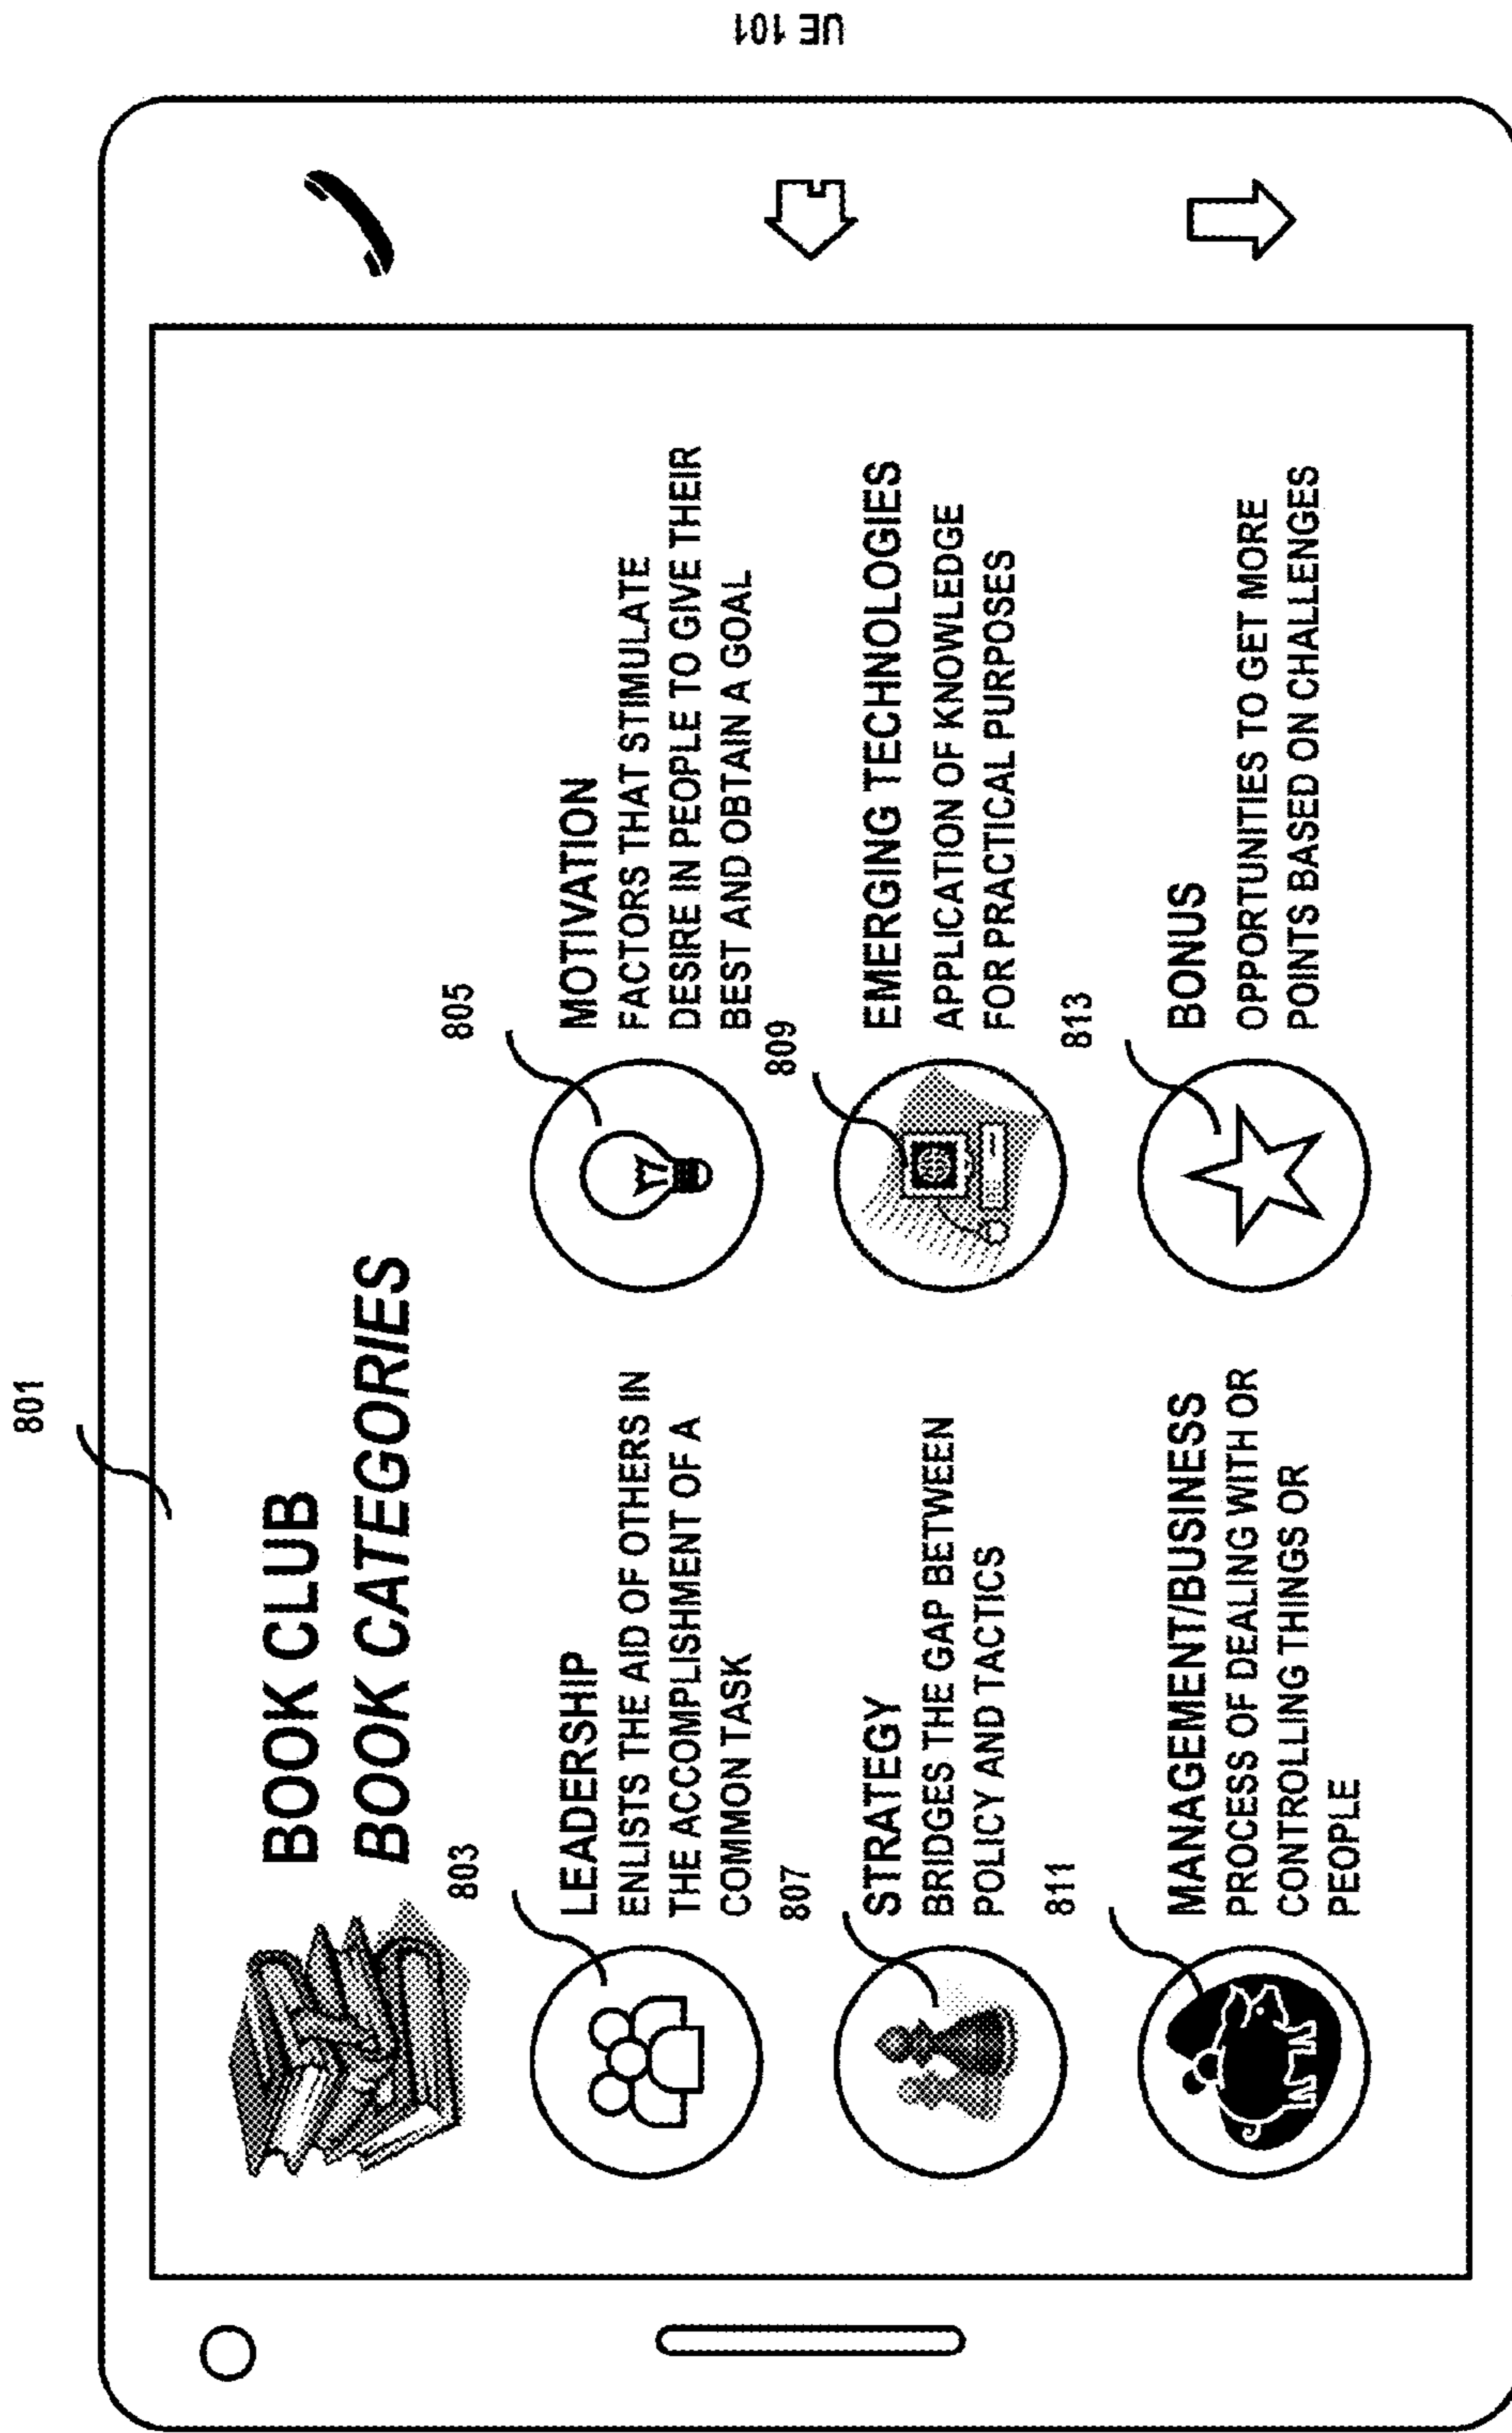 801
BOOK CLUB
BOOK CATEGORIES
803
LEADERSHIP
ENLISTS THE AID OF OTHERS IN
THE ACCOMPLISHMENT OF A
COMMON TASK
805
MOTIVATION
FACTORS THAT STIMULATE
DESIRE IN PEOPLE TO GIVE THEIR
BEST AND OBTAIN A GOAL
807
STRATEGY
BRIDGES THE GAP BETWEEN
POLICY AND TACTICS
809
EMERGING TECHNOLOGIES
APPLICATION OF KNOWLEDGE
FOR PRACTICAL PURPOSES
811
MANAGEMENT/BUSINESS
PROCESS OF DEALING WITH OR
CONTROLLING THINGS OR
PEOPLE
813
BONUS
OPPORTUNITIES TO GET MORE
POINTS BASED ON CHALLENGES
UE 101